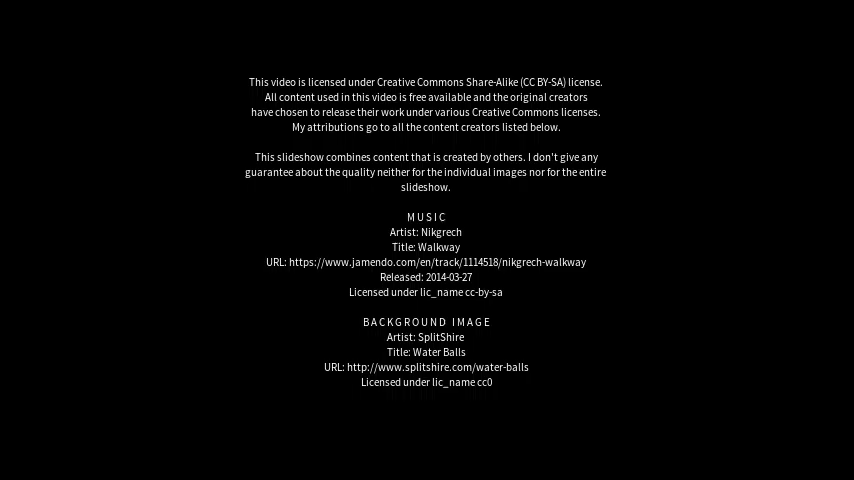 This video is licensed under Creative Commons Share-Alike (CC BY-SA) license.
All content used in this video is free available and the original creators
have chosen to release their work under various Creative Commons licenses.
My attributions go to all the content creators listed below.
This slideshow combines content that is created by others. I don't give any
guarantee about the quality neither for the individual images nor for the entire
slideshow.
MUSIC
Artist: Nikgrech
Title: Walkway
URL: https://www.jamendo.com/en/track/1114518/nikgrech-walkway
Released: 2014-03-27
Licensed under lic_name cc-by-sa
BACKGROUND IMAGE
Artist: SplitShire
Title: Water Balls
URL: http://www.splitshire.com/water-balls
Licensed under lic_name cc0